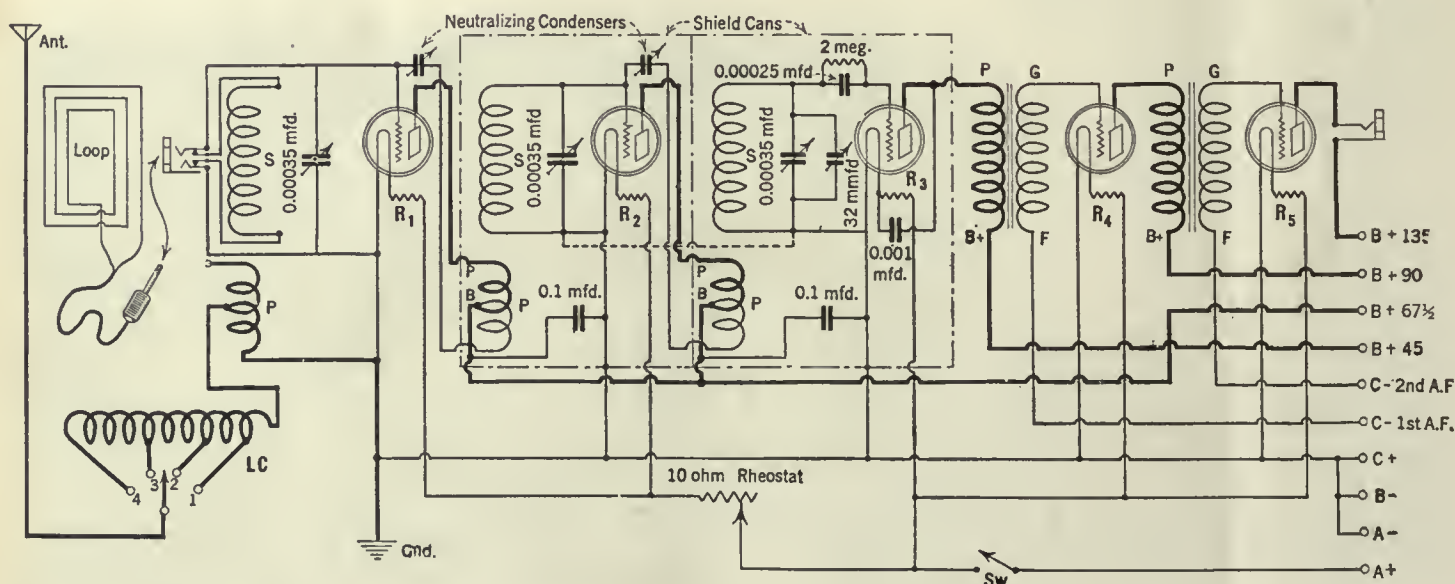 Neutralizing Condensers
Shield Cans
Ant.
2 meg.
0.00025 mfd
P
G
P
G
Loop
S
0.00035 mfd.
0.00035 mfd
S
0.00035 mfd
32 mmfd
R1
R2
R3
R4
R5
B+
F
B+
F
0.001
mfd.
P
B
P
0.1 mfd.
P
B
P
0.1 mfd.
P
B + 135
B + 90
B + 67½
B + 45
C - 2nd A.F
C - 1st A.F.
C +
B -
A -
A +
LC
4
3
2
1
10 ohm Rheostat
Gnd.
Sw